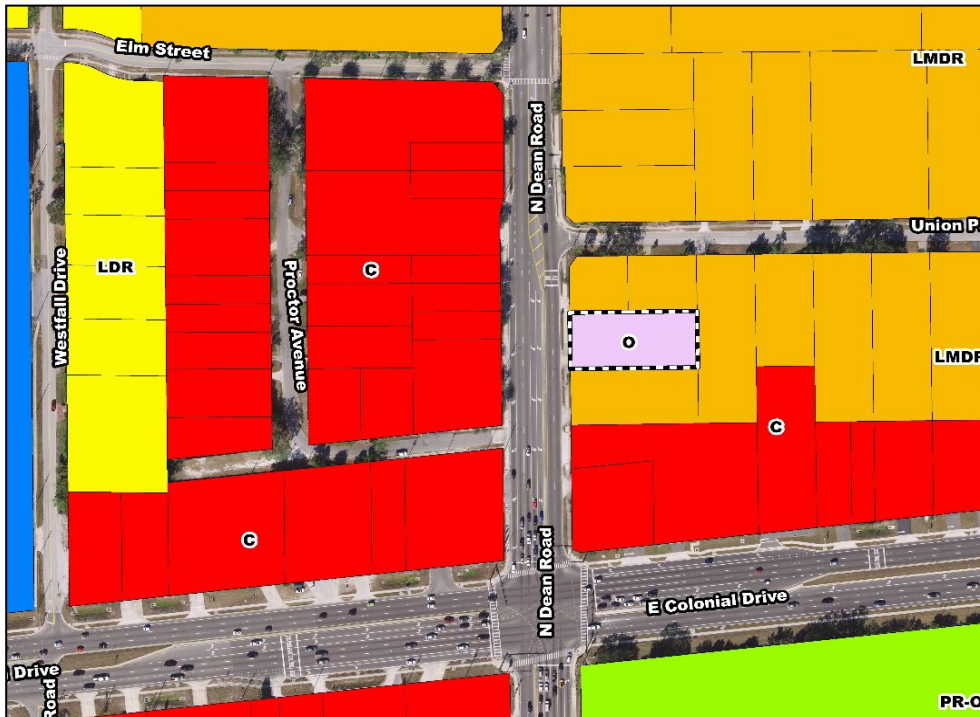 Elm Street
LMDR
N Dean Road
Union P
Westfall Drive
LDR
Proctor Avenue
C
O
LMDR
C
C
N Dean Road
E Colonial Drive
Drive
Road
PR-O